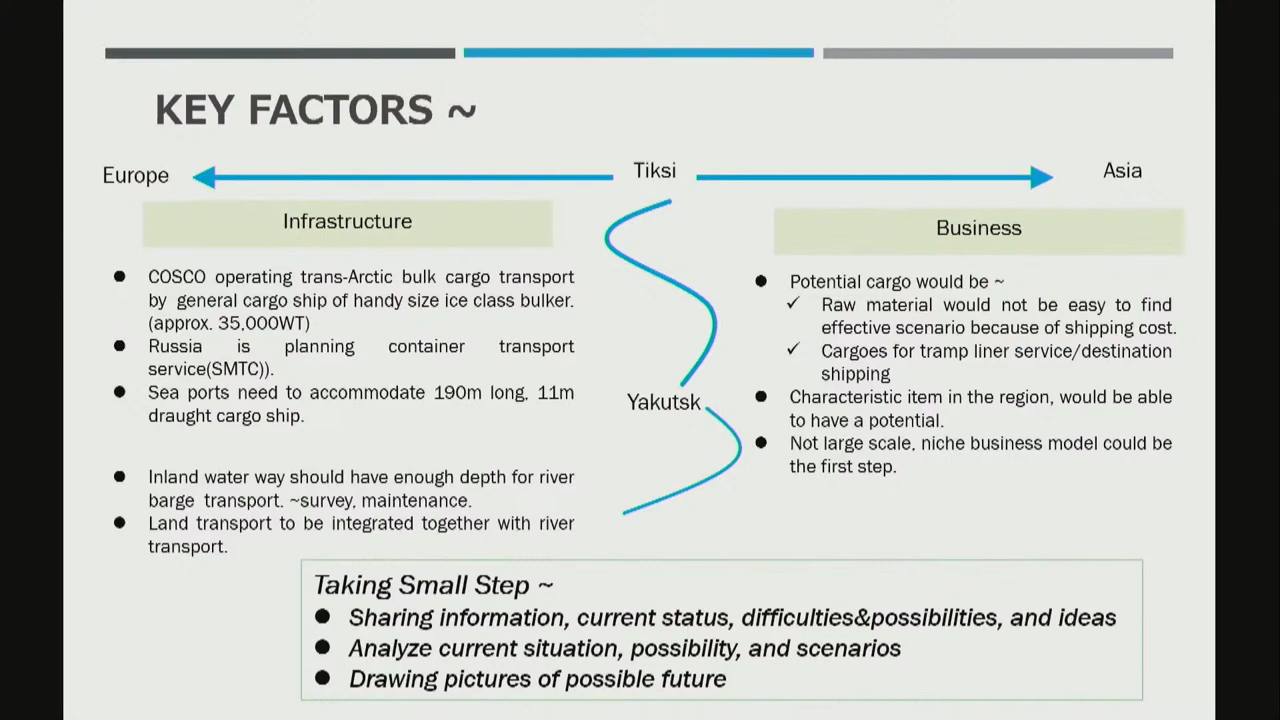 KEY FACTORS ~
Europe
Tiksi
Asia
Infrastructure
● COSCO operating trans-Arctic bulk cargo transport
by general cargo ship of handy size ice class bulker.
(approx. 35,000WT)
● Russia is planning container transport
service(SMTC)).
● Sea ports need to accommodate 190m long, 11m
draught cargo ship.
● Inland water way should have enough depth for river
barge transport. ~survey, maintenance.
● Land transport to be integrated together with river
transport.
Yakutsk
Business
● Potential cargo would be ~
✓ Raw material would not be easy to find
effective scenario because of shipping cost.
✓ Cargoes for tramp liner service/destination
shipping
● Characteristic item in the region, would be able
to have a potential.
● Not large scale, niche business model could be
the first step.
Taking Small Step ~
● Sharing information, current status, difficulties&possibilities, and ideas
● Analyze current situation, possibility, and scenarios
● Drawing pictures of possible future